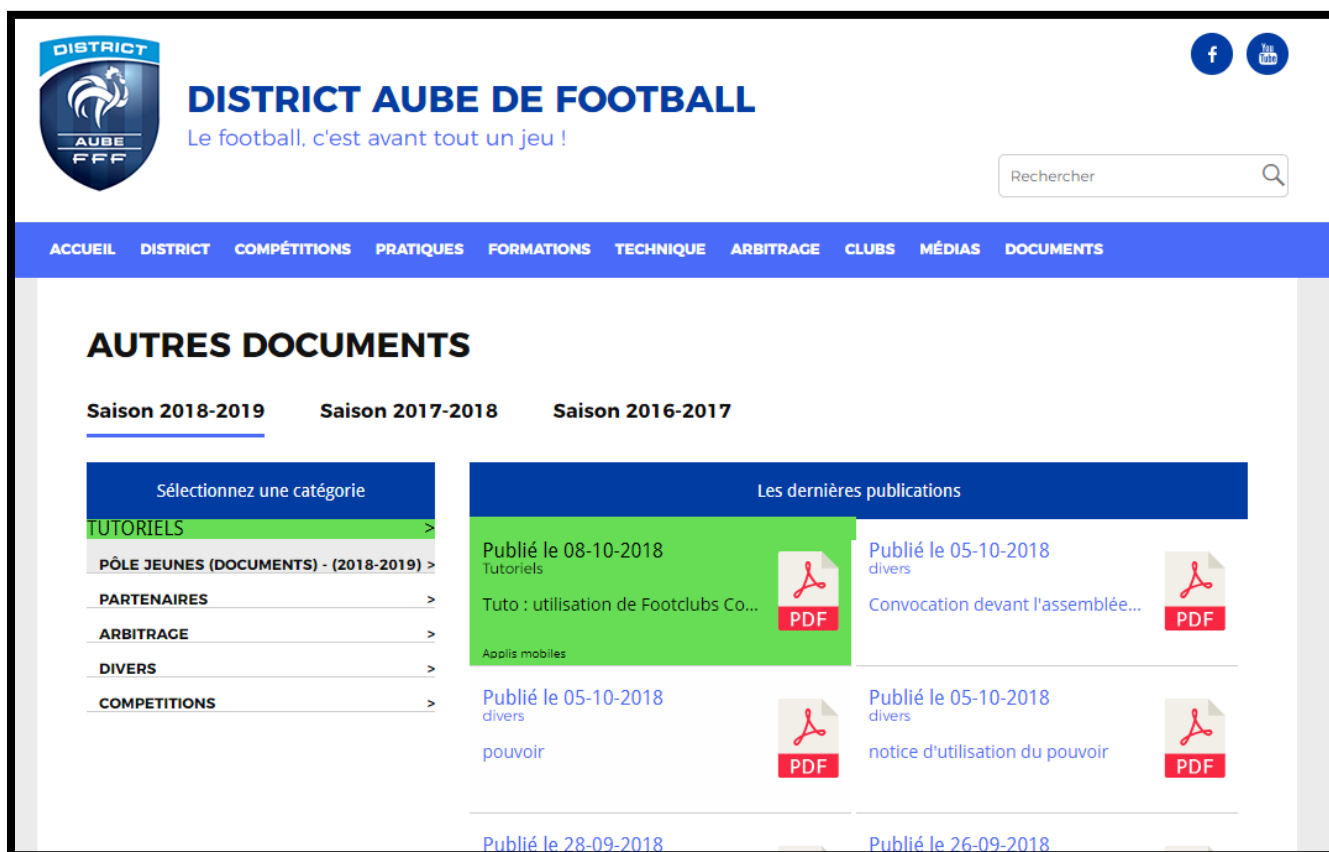 DISTRICT
AUBE
FFF
DISTRICT AUBE DE FOOTBALL
Le football, c'est avant tout un jeu !
f
You
Tube
Rechercher
ACCUEIL DISTRICT COMPÉTITIONS PRATIQUES FORMATIONS TECHNIQUE ARBITRAGE CLUBS MÉDIAS DOCUMENTS
AUTRES DOCUMENTS
Saison 2018-2019 Saison 2017-2018 Saison 2016-2017
Sélectionnez une catégorie
TUTORIELS >
PÔLE JEUNES (DOCUMENTS) - (2018-2019) >
PARTENAIRES >
ARBITRAGE >
DIVERS >
COMPETITIONS >
Les dernières publications
Publié le 08-10-2018
Tutoriels
Tuto : utilisation de Footclubs Co...
PDF
Applis mobiles
Publié le 05-10-2018
divers
Convocation devant l'assemblée...
PDF
Publié le 05-10-2018
divers
pouvoir
PDF
Publié le 05-10-2018
divers
notice d'utilisation du pouvoir
PDF
Publié le 28-09-2018
Publié le 26-09-2018